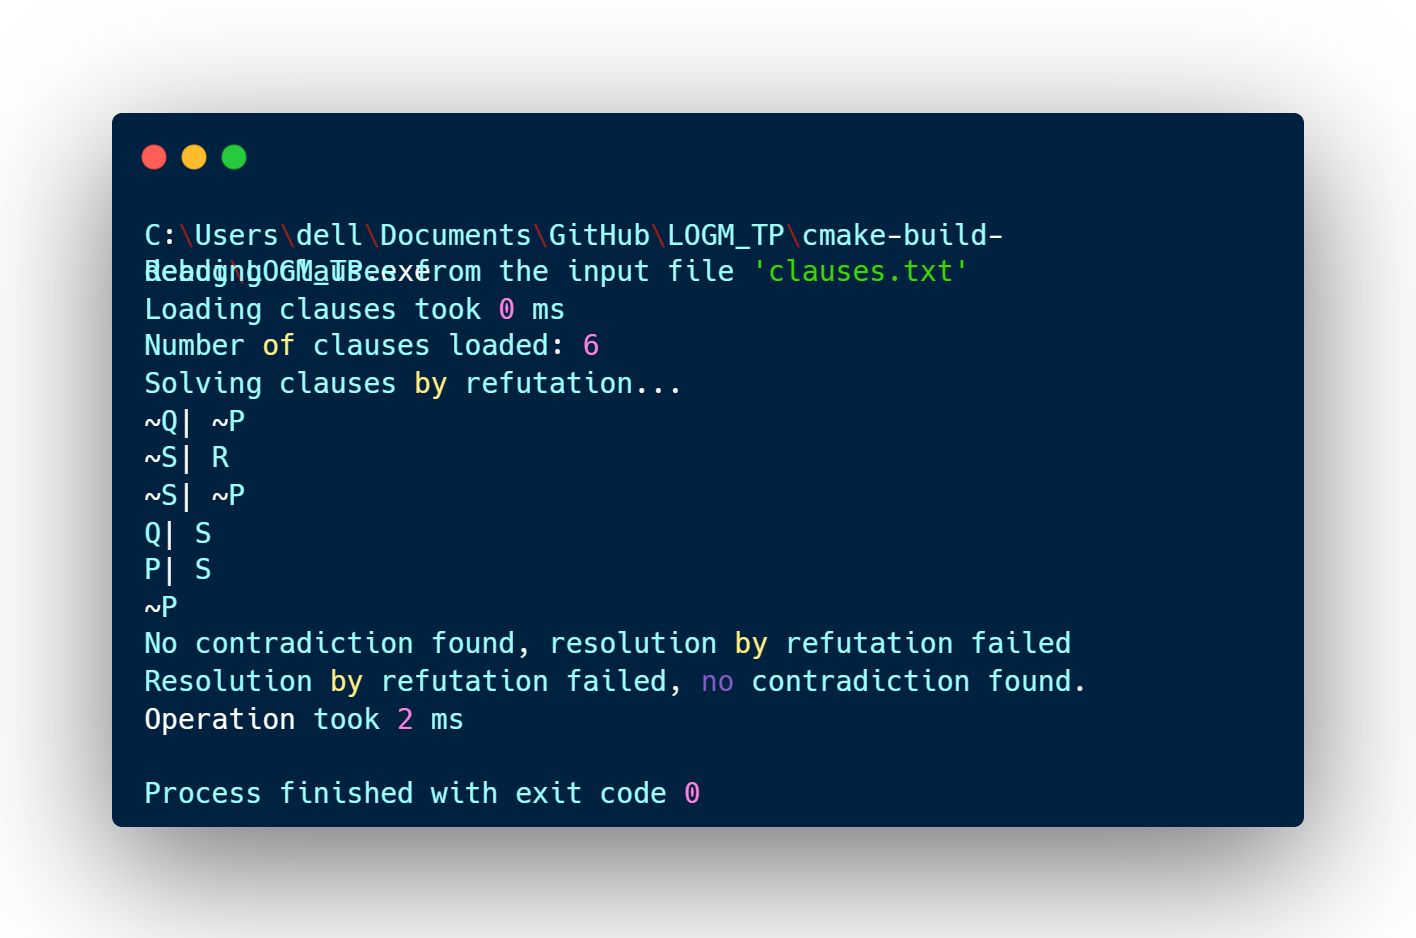 C:\Users\dell\Documents\GitHub\LOGM_TP\cmake-build-
Reading clauses from the input file 'clauses.txt'
Loading clauses took 0 ms
Number of clauses loaded: 6
Solving clauses by refutation...
~Q| ~P
~S| R
~S| ~P
Q| S
P| S
~P
No contradiction found, resolution by refutation failed
Resolution by refutation failed, no contradiction found.
Operation took 2 ms
Process finished with exit code 0